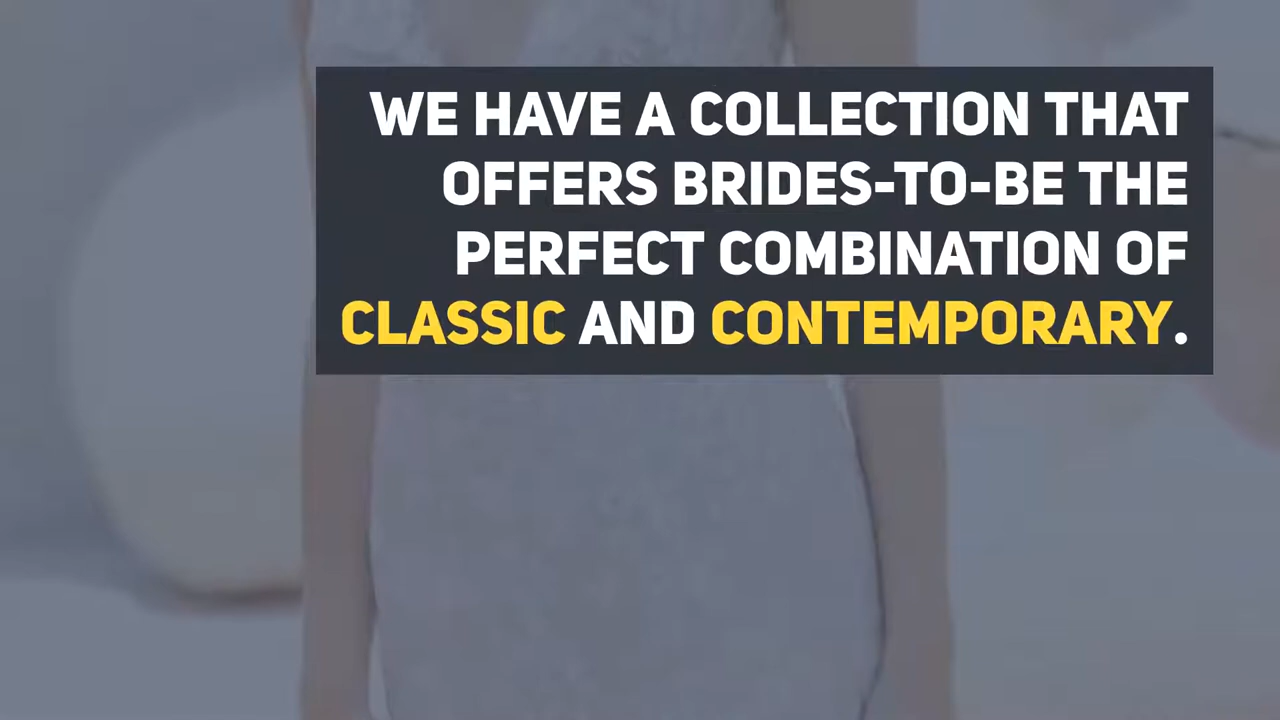 WE HAVE A COLLECTION THAT
OFFERS BRIDES-TO-BE THE
PERFECT COMBINATION OF
CLASSIC AND CONTEMPORARY.